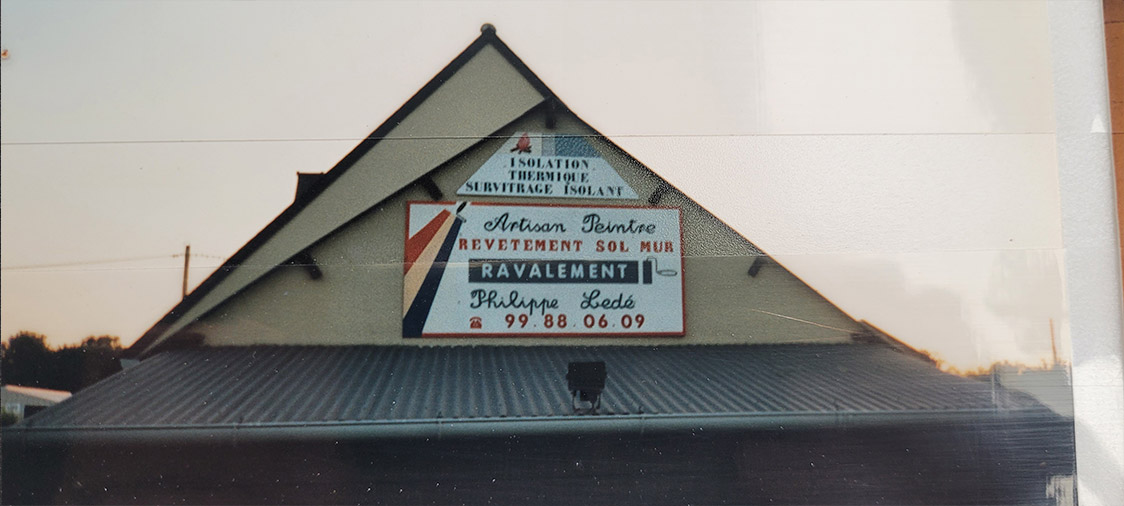 ISOLATION
THERMIQUE
SURVITRAGE ISOLANT
Artisan Peintre
REVETEMENT SOL MUR
RAVALEMENT
Philippe Ledé
☎ 99.88.06.09